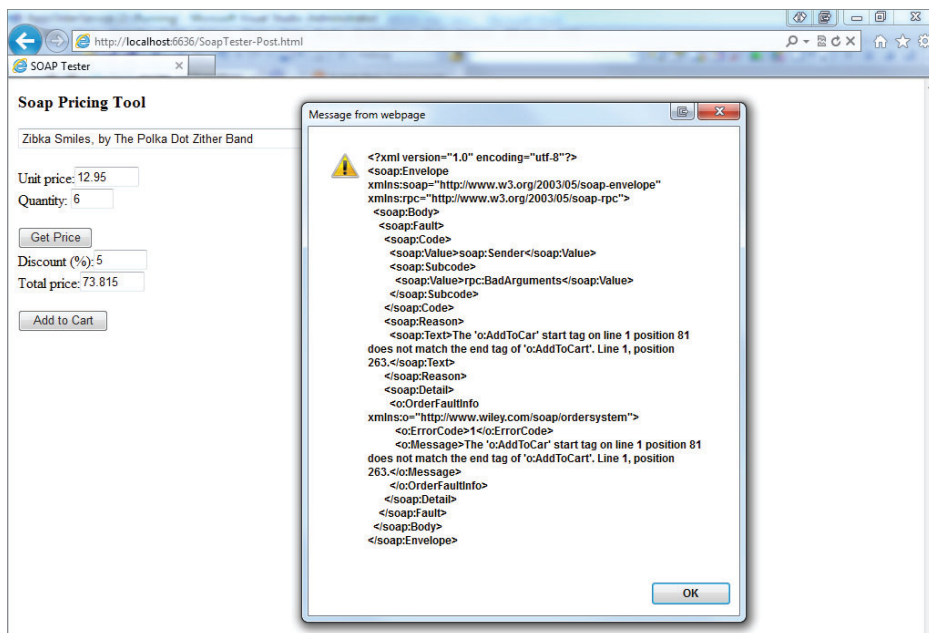 http://localhost:6636/SoapTester-Post.html
SOAP Tester
Soap Pricing Tool
Zibka Smiles, by The Polka Dot Zither Band
Unit price: 12.95
Quantity: 6
Get Price
Discount (%): 5
Total price: 73.815
Add to Cart
Message from webpage
<?xml version="1.0" encoding="utf-8"?>
<soap:Envelope
xmlns:soap="http://www.w3.org/2003/05/soap-envelope"
xmlns:rpc="http://www.w3.org/2003/05/soap-rpc">
<soap:Body>
<soap:Fault>
<soap:Code>
<soap:Value>soap:Sender</soap:Value>
<soap:Subcode>
<soap:Value>rpc:BadArguments</soap:Value>
</soap:Subcode>
</soap:Code>
<soap:Reason>
<soap:Text>The 'o:AddToCar' start tag on line 1 position 81
does not match the end tag of 'o:AddToCart'. Line 1, position
263.</soap:Text>
</soap:Reason>
<soap:Detail>
<o:OrderFaultInfo
xmlns:o="http://www.wiley.com/soap/ordersystem">
<o:ErrorCode>1</o:ErrorCode>
<o:Message>The 'o:AddToCar' start tag on line 1 position 81
does not match the end tag of 'o:AddToCart'. Line 1, position
263.</o:Message>
</o:OrderFaultInfo>
</soap:Detail>
</soap:Fault>
</soap:Body>
</soap:Envelope>
OK